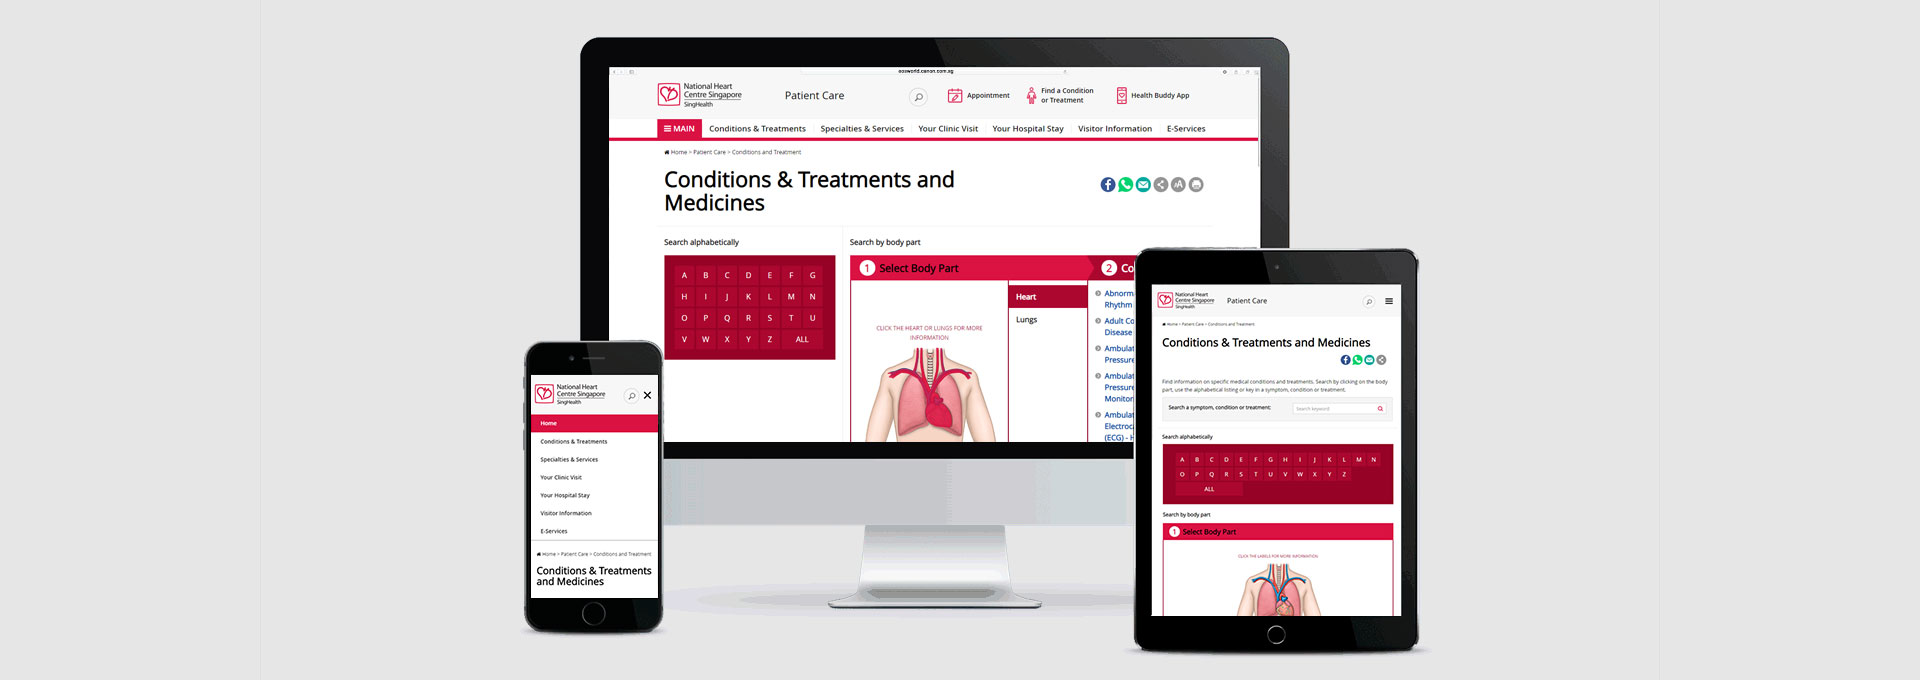 eosworld.canon.com.sg
National Heart
Centre Singapore
SingHealth
Patient Care
Appointment
Find a Condition
or Treatment
Health Buddy App
MAIN
Conditions & Treatments
Specialties & Services
Your Clinic Visit
Your Hospital Stay
Visitor Information
E-Services
Home > Patient Care > Conditions and Treatment
Conditions & Treatments and
Medicines
Search alphabetically
A B C D E F G
H I J K L M N
O P Q R S T U
V W X Y Z ALL
Search by body part
1 Select Body Part
2 Co
CLICK THE HEART OR LUNGS FOR MORE
INFORMATION
Heart
Lungs
Abnorm
Rhythm
Adult Co
Disease
Ambulat
Pressure
Ambulat
Pressure
Monitor
Ambulat
Electroca
(ECG) - H
National Heart
Centre Singapore
SingHealth
Home
Conditions & Treatments
Specialties & Services
Your Clinic Visit
Your Hospital Stay
Visitor Information
E-Services
Home > Patient Care > Conditions and Treatment
Conditions & Treatments
and Medicines
National Heart
Centre Singapore
SingHealth
Patient Care
Home > Patient Care > Conditions and Treatment
Conditions & Treatments and Medicines
Find information on specific medical conditions and treatments. Search by clicking on the body
part, use the alphabetical listing or key in a symptom, condition or treatment.
Search a symptom, condition or treatment:
Search keyword
Search alphabetically
A B C D E F G H I J K L M N
O P Q R S T U V W X Y Z
ALL
Search by body part
1 Select Body Part
CLICK THE LABELS FOR MORE INFORMATION